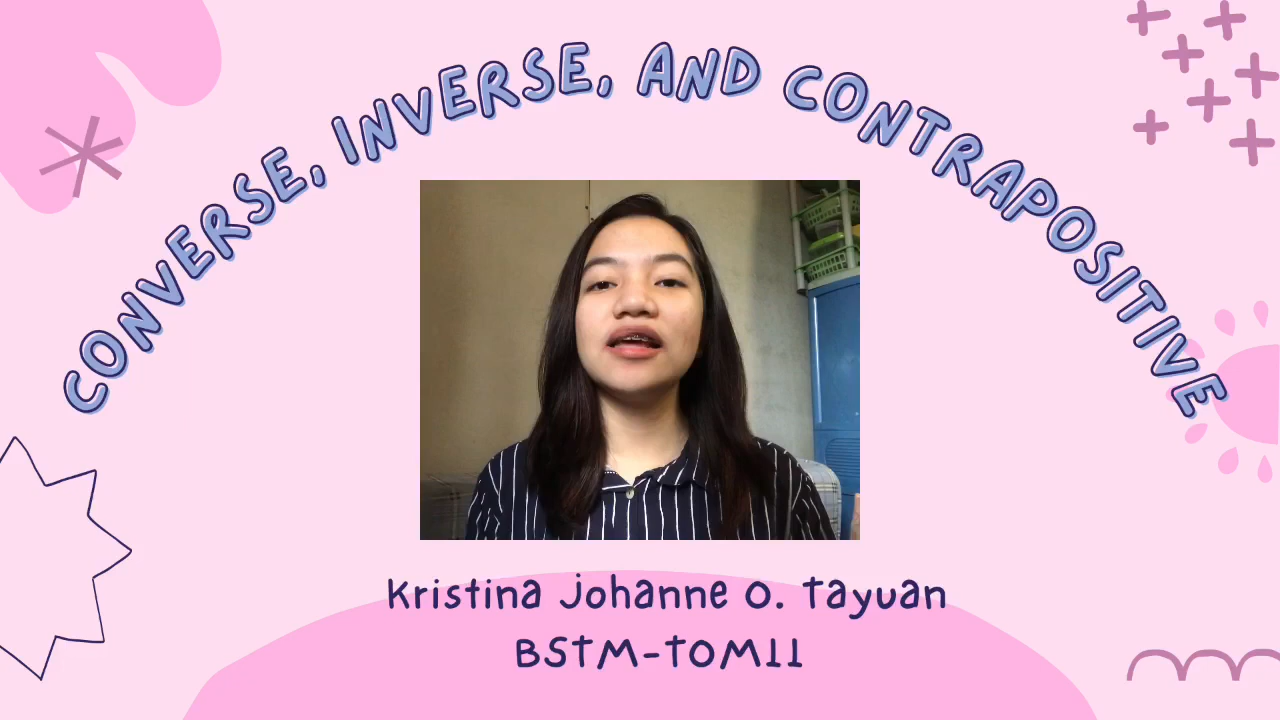 CONVERSE, INVERSE, AND CONTRAPOSITIVE
Kristina Johanne O. Tayuan
BSTM-TOM11